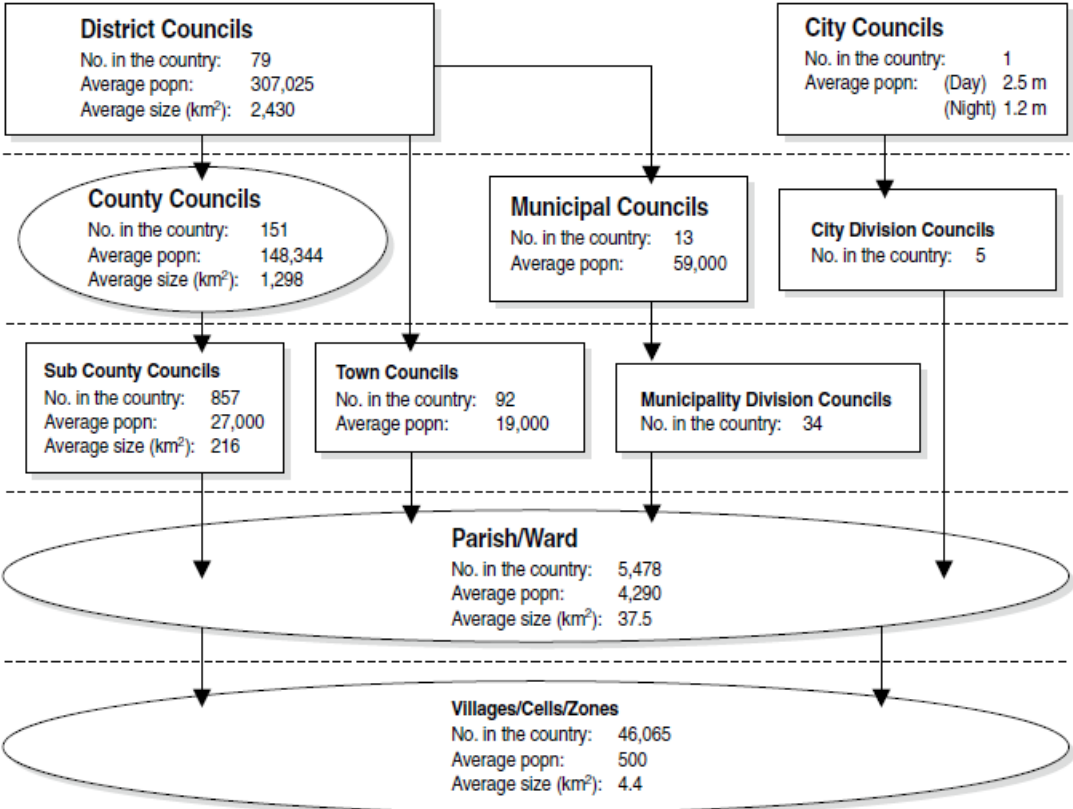 District Councils
No. in the country: 79
Average popn: 307,025
Average size (km²): 2,430
City Councils
No. in the country: 1
Average popn: (Day) 2.5 m
(Night) 1.2 m
County Councils
No. in the country: 151
Average popn: 148,344
Average size (km²): 1,298
Municipal Councils
No. in the country: 13
Average popn: 59,000
City Division Councils
No. in the country: 5
Sub County Councils
No. in the country: 857
Average popn: 27,000
Average size (km²): 216
Town Councils
No. in the country: 92
Average popn: 19,000
Municipality Division Councils
No. in the country: 34
Parish/Ward
No. in the country: 5,478
Average popn: 4,290
Average size (km²): 37.5
Villages/Cells/Zones
No. in the country: 46,065
Average popn: 500
Average size (km²): 4.4